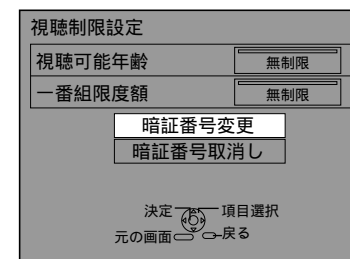 視聴制限設定
視聴可能年齢 無制限
一番組限度額 無制限
暗証番号変更
暗証番号取消し
決定 項目選択
元の画面 戻る